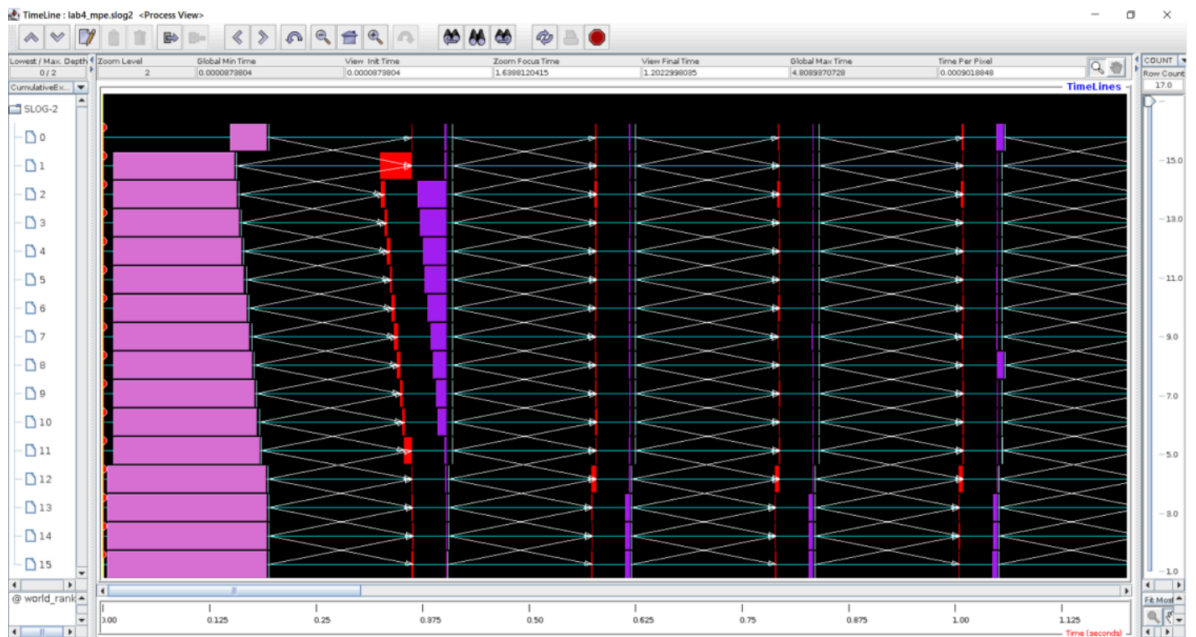 TimeLine : lab4_mpe.slog2 <Process View>
Lowest / Max. Depth Zoom Level Global Min Time View Init Time Zoom Focus Time View Final Time Global Max Time Time Per Pixel COUNT
0 / 2 2 0.0000873804 0.0000873804 1.6388120415 1.2022998035 4.8089370728 0.0009018848 Row Count
CumulativeEx... TimeLines 17.0
SLOG-2
0
1 15.0
2
3 13.0
4
5 11.0
6
7 9.0
8
9 7.0
10
11 5.0
12
13 3.0
14
15 1.0
@ world_rank Fit Most
0.00 0.125 0.25 0.375 0.50 0.625 0.75 0.875 1.00 1.125
Time (seconds)